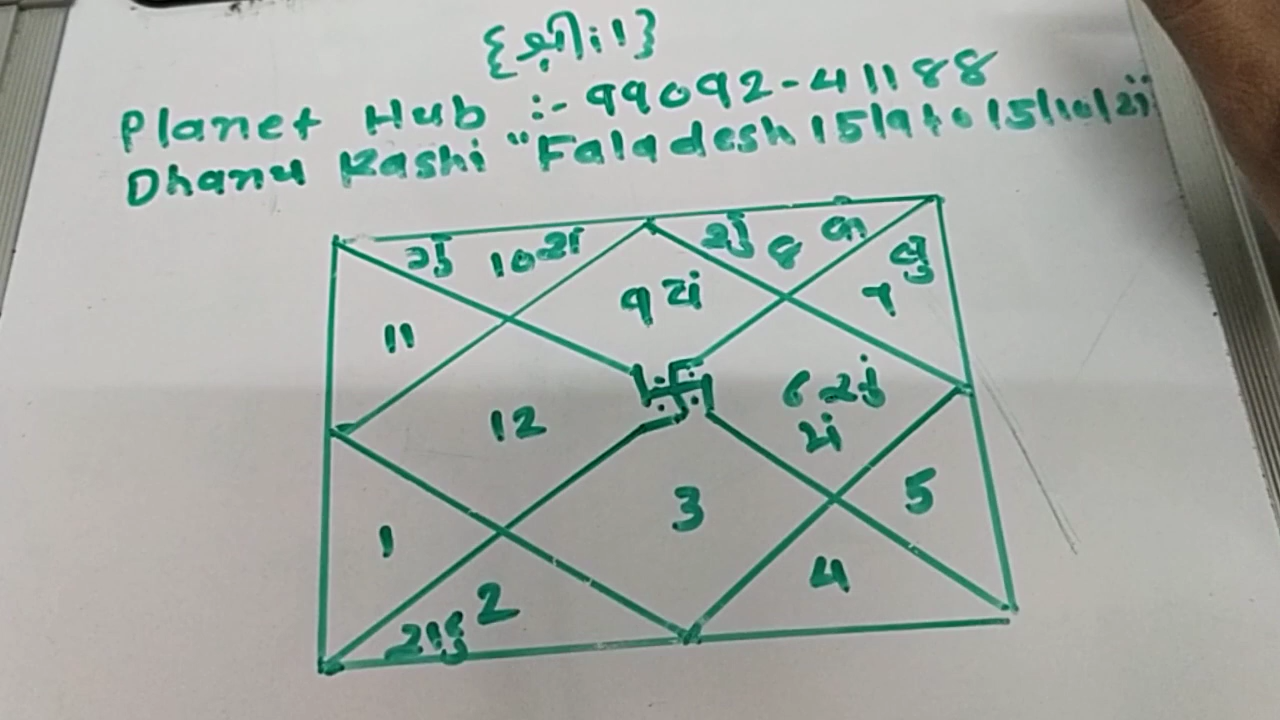 Planet Hub :- 99092-41188
Dhanu Rashi "Faladesh 15/9 to 15/10/21"
ગુ 10 શ
શુ 8 કે
બુ
7
9 ચં
11
12
6 સૂ
મં
5
3
1
4
રાહુ 2